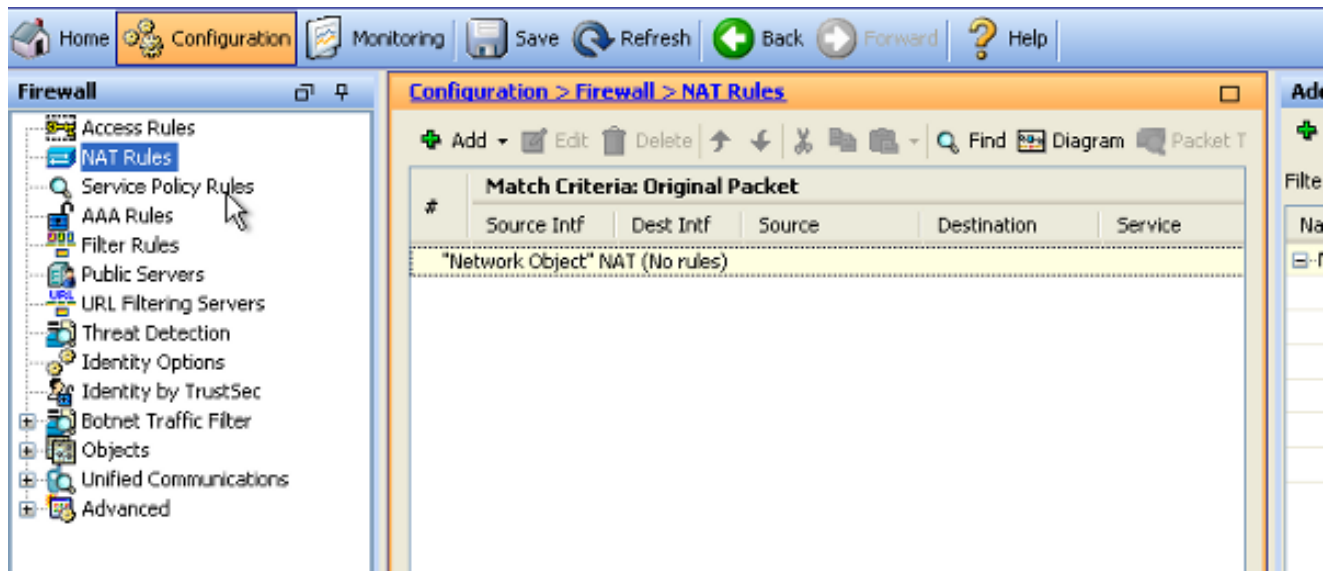 Home Configuration Monitoring Save Refresh Back Forward Help
Firewall
Access Rules
NAT Rules
Service Policy Rules
AAA Rules
Filter Rules
Public Servers
URL Filtering Servers
Threat Detection
Identity Options
Identity by TrustSec
Botnet Traffic Filter
Objects
Unified Communications
Advanced
Configuration > Firewall > NAT Rules
Add Edit Delete Find Diagram Packet T
# Match Criteria: Original Packet
Source Intf Dest Intf Source Destination Service
"Network Object" NAT (No rules)
Filte
Na